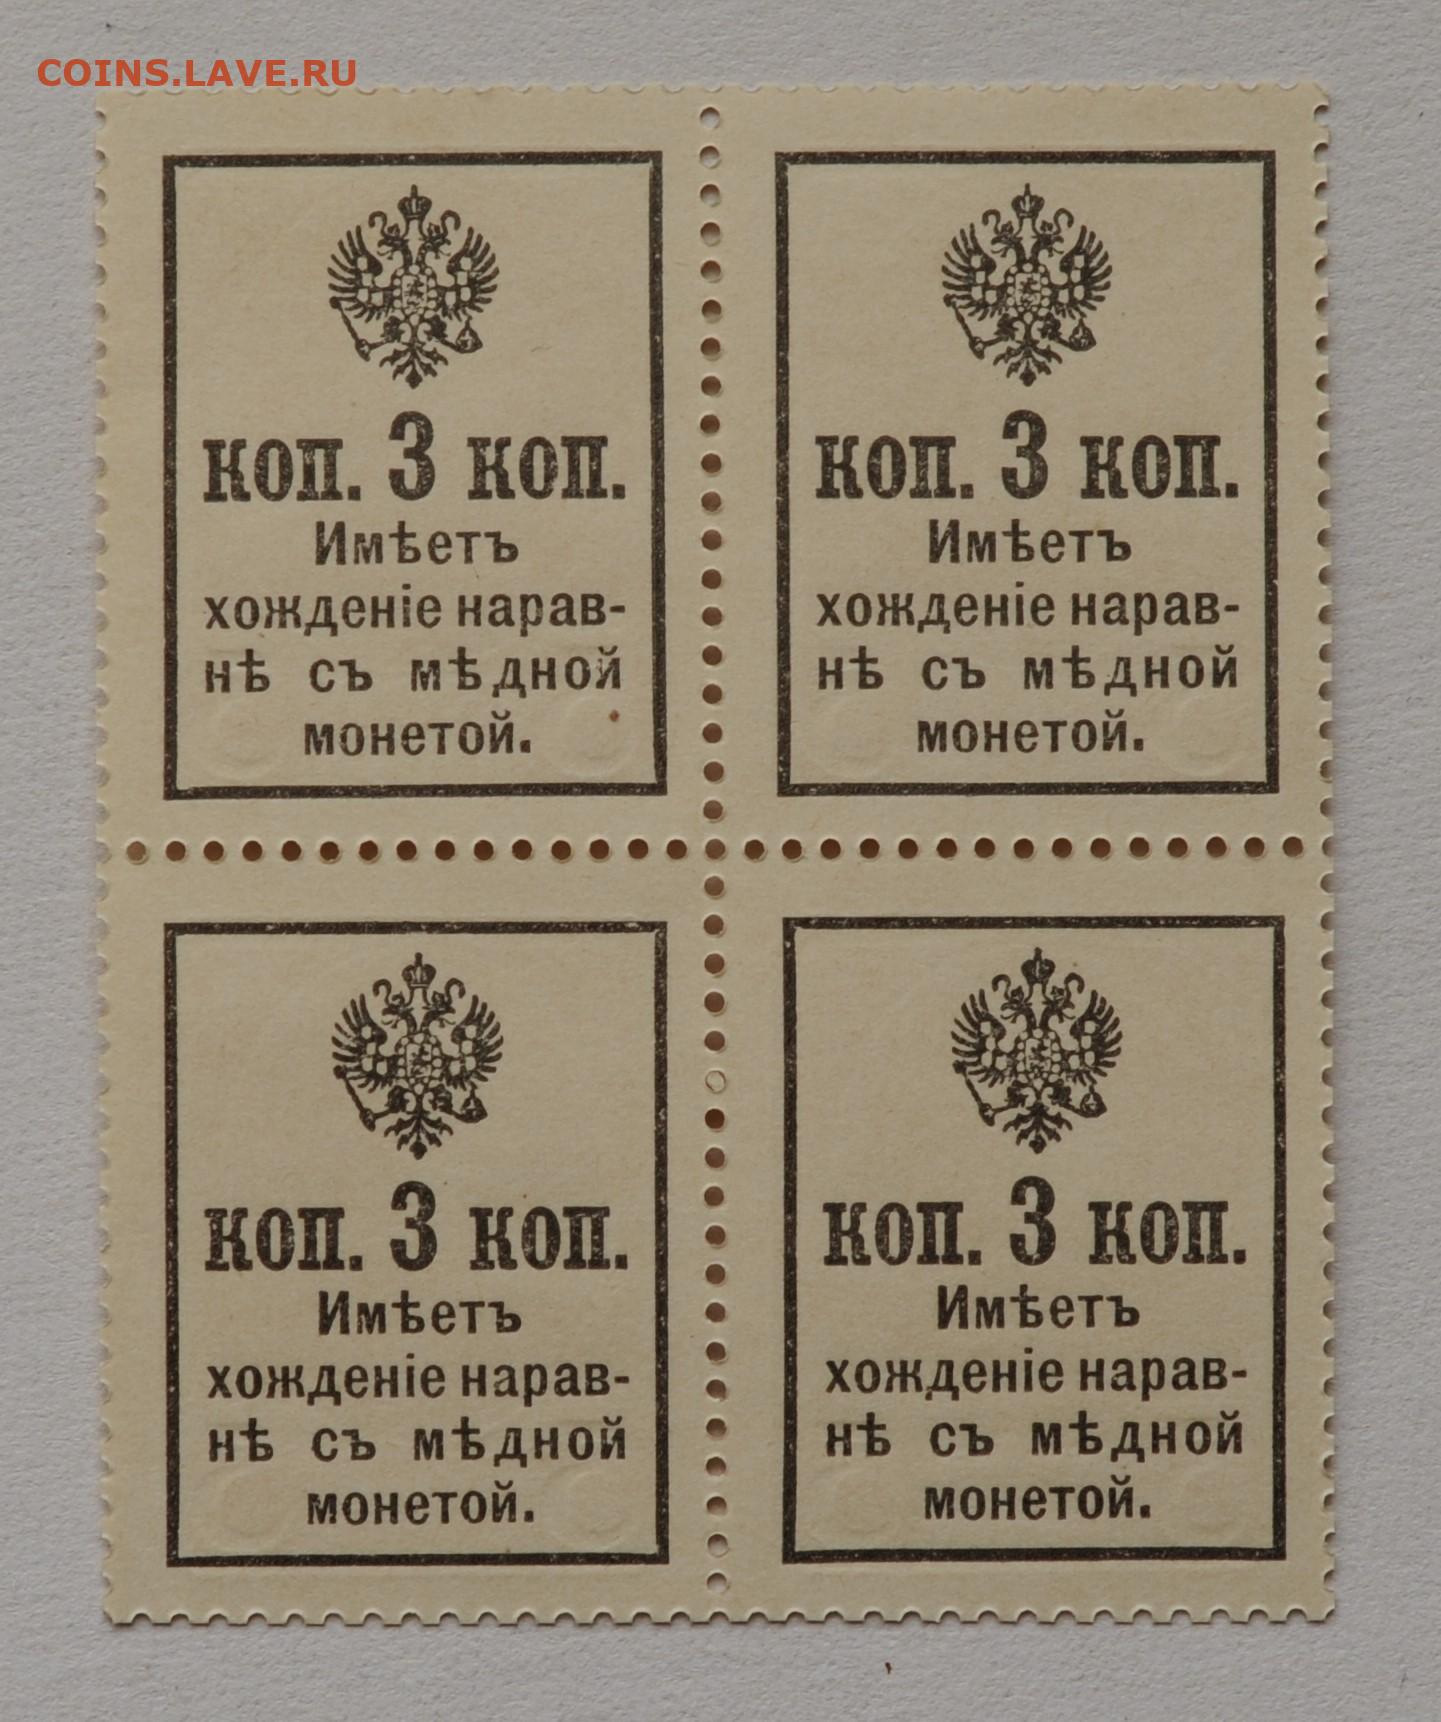 COINS.LAVE.RU
коп. 3 коп.
Имѣетъ
хожденіе нарав-
нѣ съ мѣдной
монетой.
коп. 3 коп.
Имѣетъ
хожденіе нарав-
нѣ съ мѣдной
монетой.
коп. 3 коп.
Имѣетъ
хожденіе нарав-
нѣ съ мѣдной
монетой.
коп. 3 коп.
Имѣетъ
хожденіе нарав-
нѣ съ мѣдной
монетой.